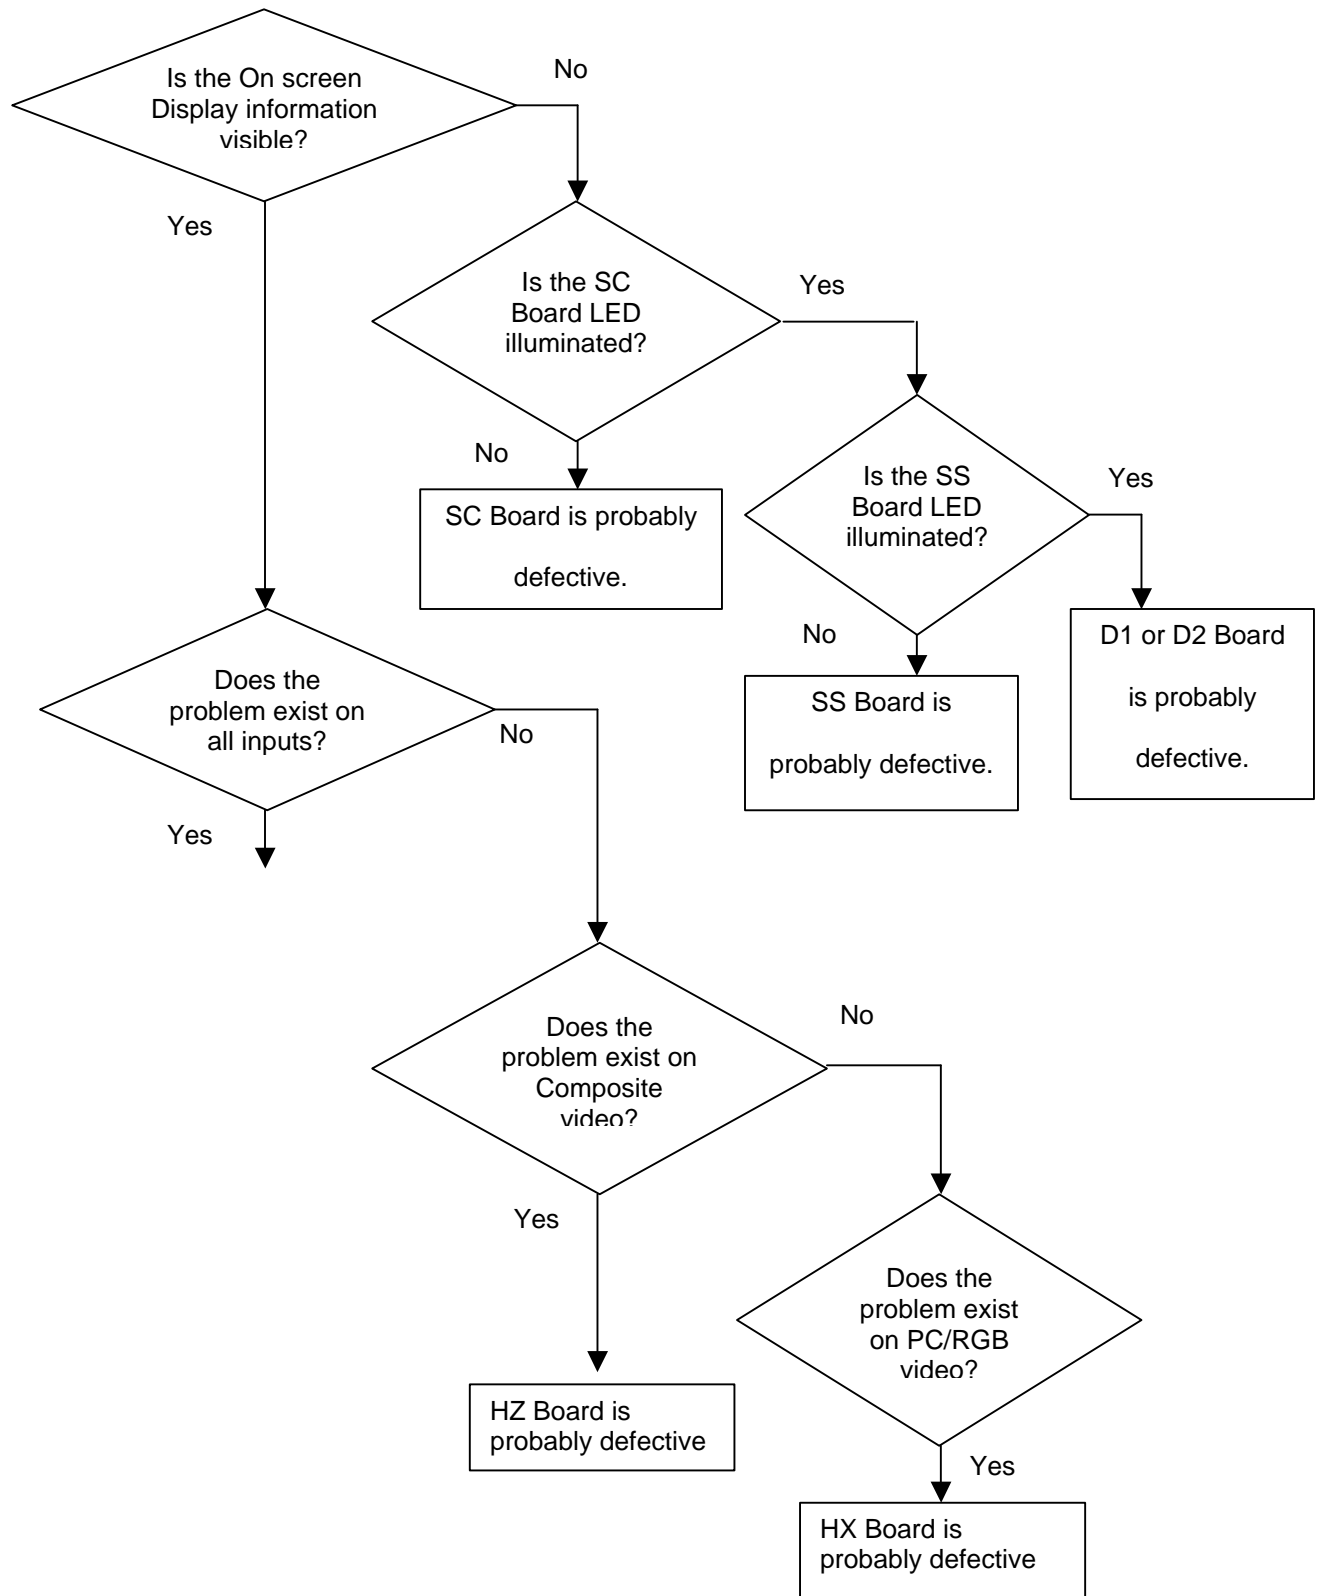 Is the On screen
Display information
visible?
No
Yes
Is the SC
Board LED
illuminated?
Yes
No
SC Board is probably
defective.
Is the SS
Board LED
illuminated?
Yes
No
SS Board is
probably defective.
D1 or D2 Board
is probably
defective.
Does the
problem exist on
all inputs?
No
Yes
Does the
problem exist on
Composite
video?
No
Yes
HZ Board is
probably defective
Does the
problem exist
on PC/RGB
video?
Yes
HX Board is
probably defective